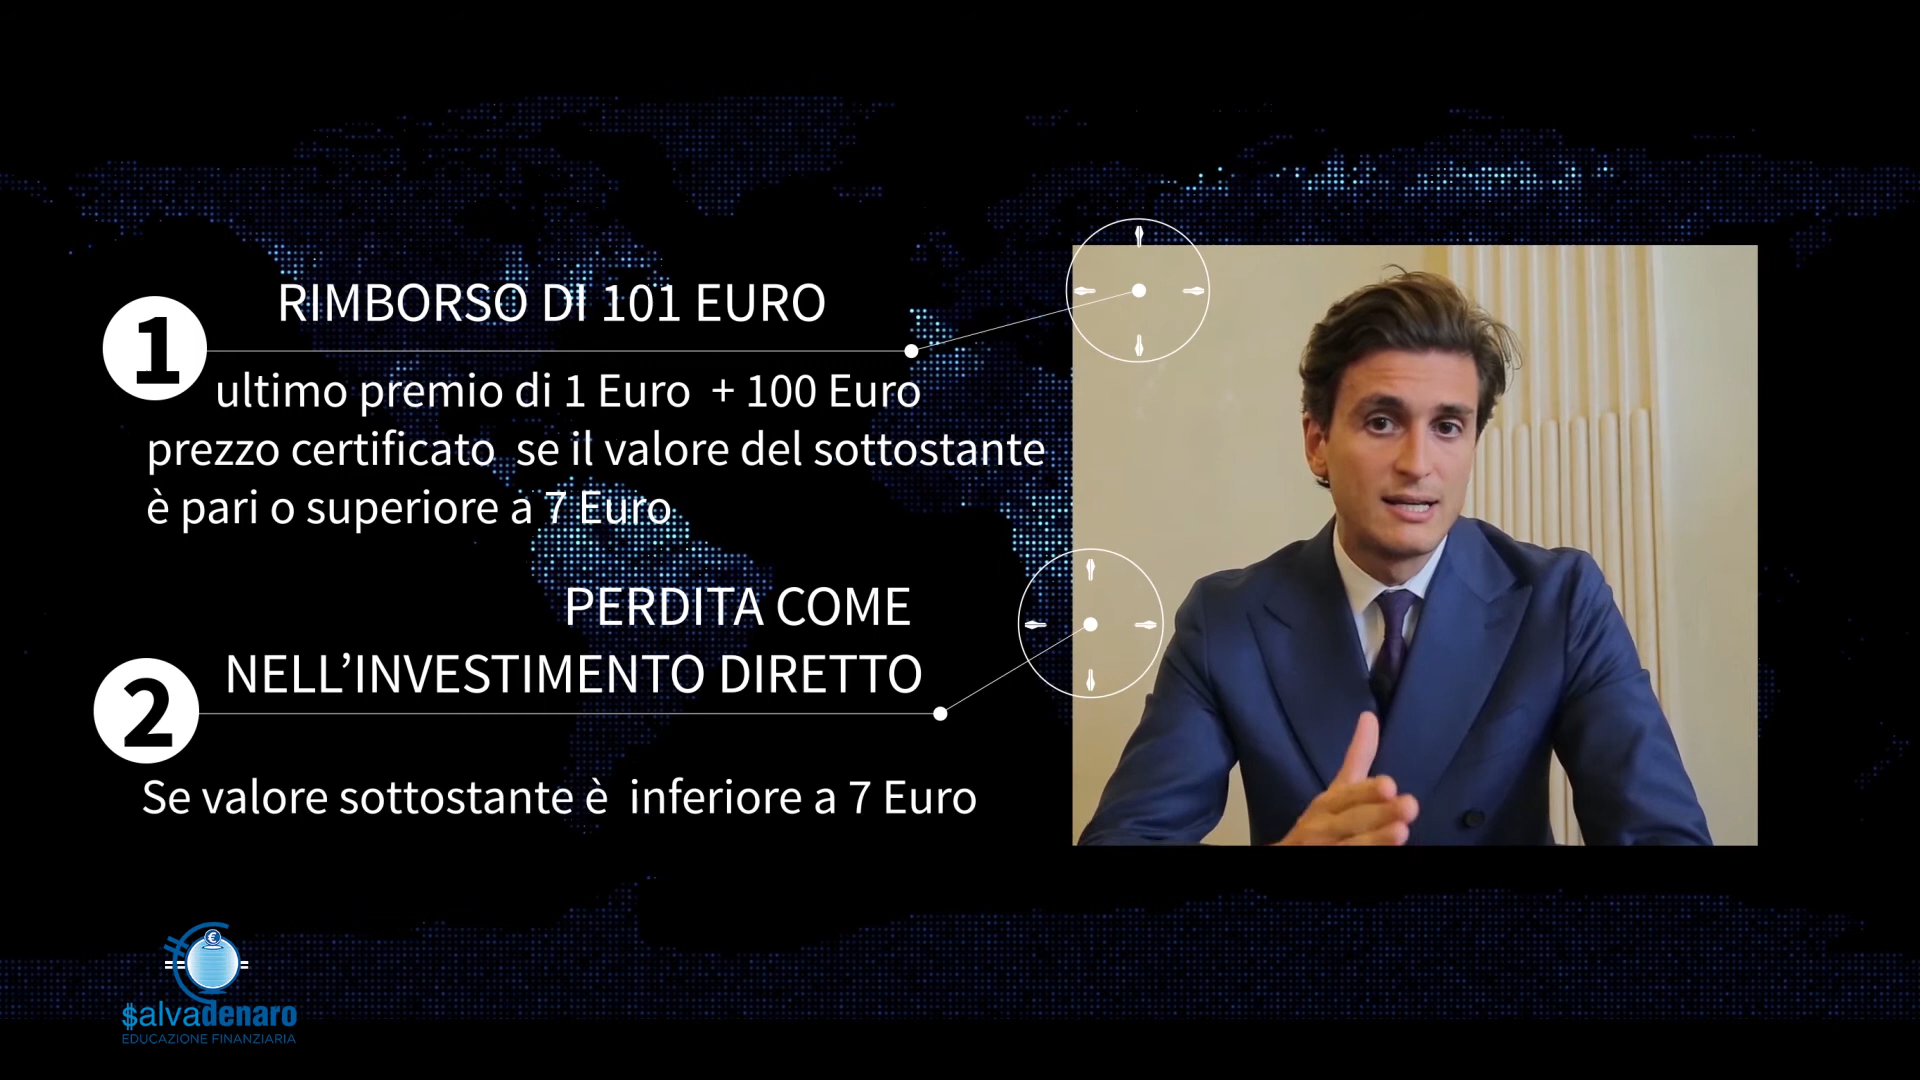 1
RIMBORSO DI 101 EURO
ultimo premio di 1 Euro + 100 Euro
prezzo certificato se il valore del sottostante
è pari o superiore a 7 Euro
2
PERDITA COME
NELL’INVESTIMENTO DIRETTO
Se valore sottostante è inferiore a 7 Euro
€
$alvadenaro
EDUCAZIONE FINANZIARIA